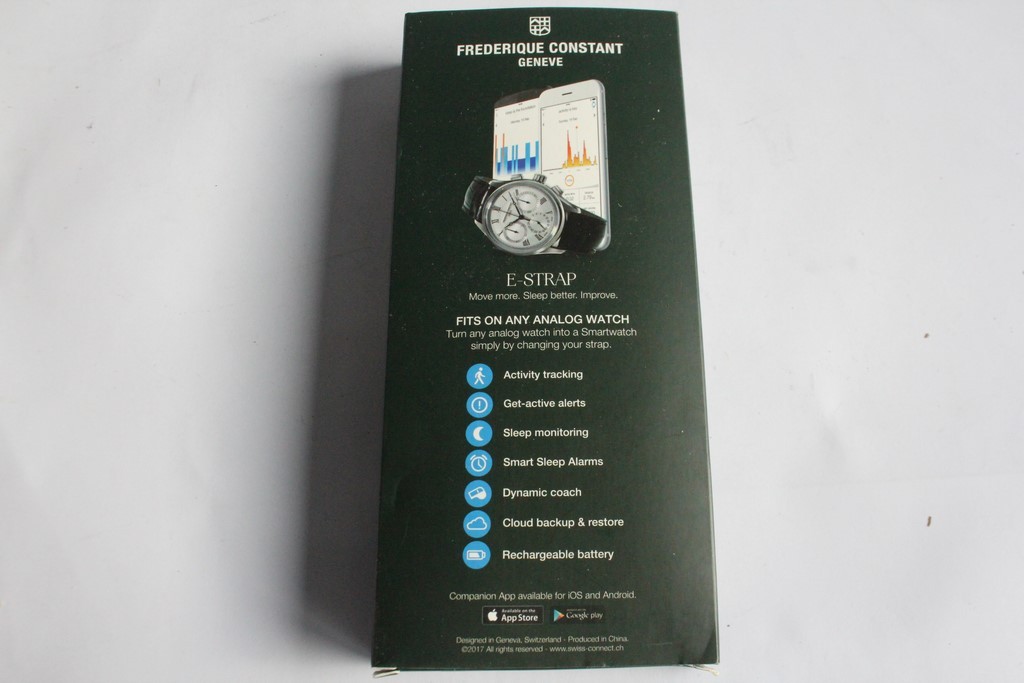 FREDERIQUE CONSTANT
GENEVE
E-STRAP
Move more. Sleep better. Improve.
FITS ON ANY ANALOG WATCH
Turn any analog watch into a Smartwatch
simply by changing your strap.
Activity tracking
Get-active alerts
Sleep monitoring
Smart Sleep Alarms
Dynamic coach
Cloud backup & restore
Rechargeable battery
Companion App available for iOS and Android.
Available on the
App Store
Google play
Designed in Geneva, Switzerland - Produced in China.
©2017 All rights reserved - www.swiss-connect.ch